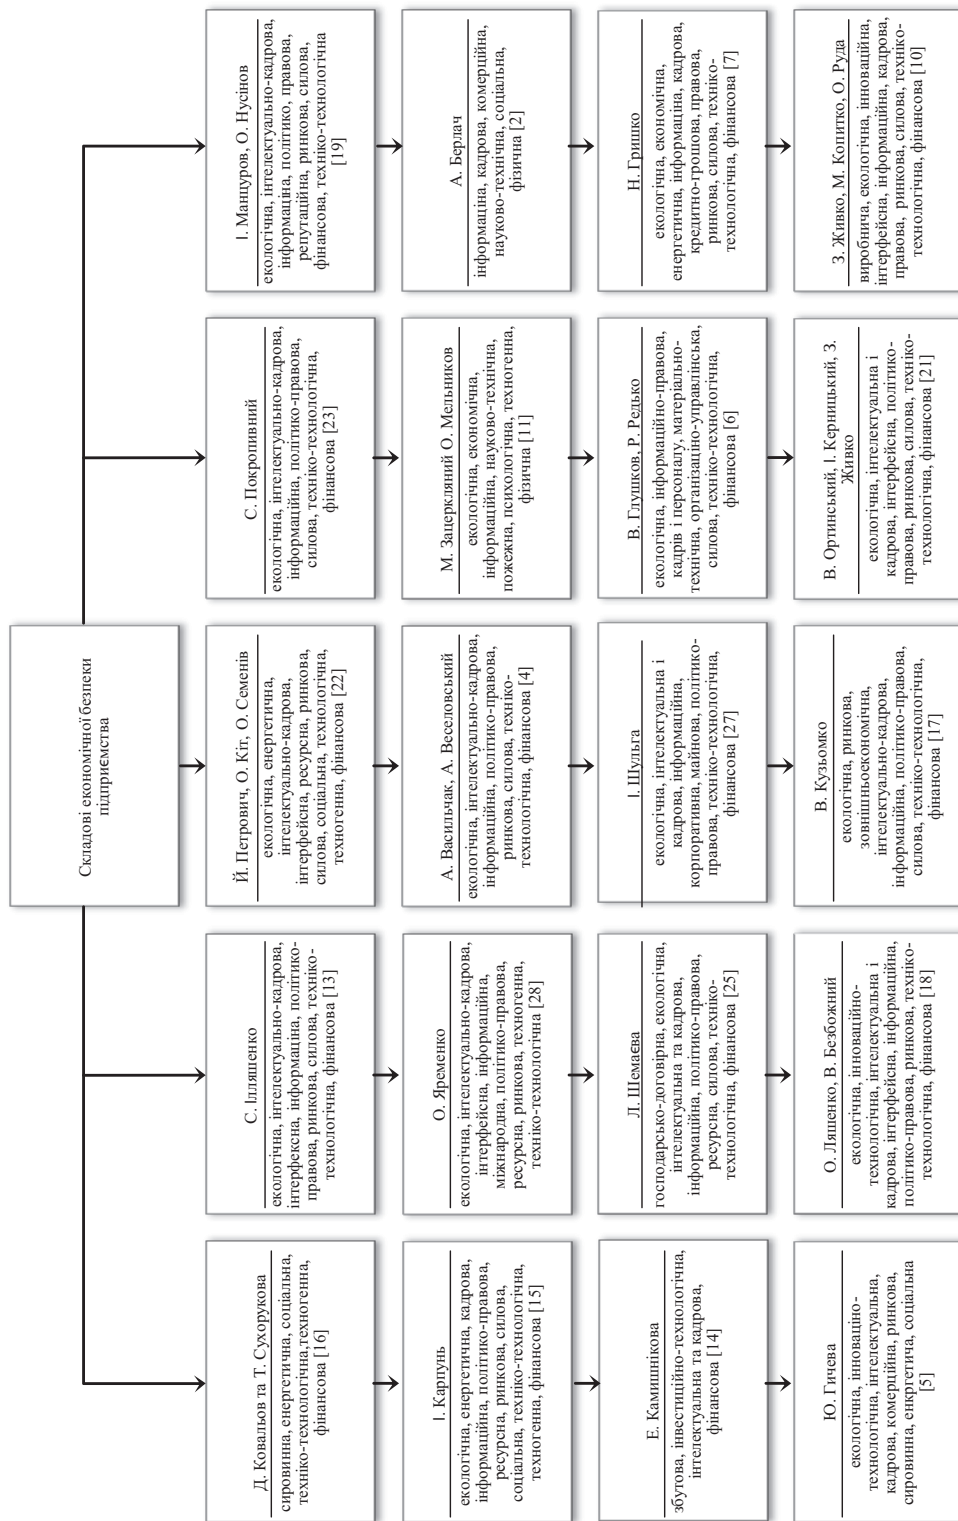 Складові економічної безпеки
підприємства
Д. Ковальов та Т. Сухорукова
сировинна, енергетична, соціальна,
техніко-технологічна,техногенна,
фінансова [16]
С. Ілляшенко
екологічна, інтелектуально-кадрова,
інтерфексна, інформаціна, політико-
правова, ринкова, силова, техніко-
технологічна, фінансова [13]
Й. Петрович, О. Кіт, О. Семенів
екологічна, енергетична,
інтелектуально-кадрова,
інтерфейсна, ресурсна, ринкова,
силова, соціальна, технологічна,
техногенна, фінансова [22]
С. Покропивний
екологічна, інтелектуально-кадрова,
інформаційна, політико-правова,
силова, техніко-технологічна,
фінансова [23]
І. Манцуров, О. Нусінов
екологічна, інтелектуально-кадрова,
інформаціна, політико, правова,
репутаційна, ринкова, силова,
фінансова, техніко-технологічна
[19]
І. Карпунь
екологічна, енергетична, кадрова,
інформаційна, політико-правовова,
ресурсна, ринкова, силова,
соціальна, техніко-технологічна,
техногенна, фінансова [15]
О. Яременко
екологічна, інтелектуально-кадрова,
інтерфейсна, інформаційна,
міжнародна, політико-правовова,
ресурсна, ринкова, техногенна,
техніко-технологічна [28]
А. Васильчак, А. Веселовський
екологічна, інтелектуально-кадрова,
інформаційна, політико-правовова,
ринкова, силова, техніко-
технологічна, фінансова [4]
М. Зацеркляний О. Мельников
екологічна, економічна,
інформаційна, науково-технічна,
пожежна, психологічна, техногенна,
фізична [11]
А. Берлач
інформаціна, кадрова, комерційна,
науково-технічна, соціальна,
фізична [2]
Е. Камишнікова
збутова, інвестиційно-технологічна,
інтелектуальна та кадрова,
фінансова [14]
Л. Шемаєва
господарсько-договірна, екологічна,
інтелектуальна та кадрова,
інформаційна, політико-правовова,
ресурсна, силова, техніко-
технологічна, фінансова [25]
І. Шульга
екологічна, інтелектуальна і
кадрова, інформаційна,
корпоративна, майнова, політико-
правова, техніко-технологічна,
фінансова [27]
В. Глушков, Р. Редько
екологічна, інформаційно-правова,
кадрів і персоналу, матеріально-
технічна, організаціно-управлінська,
силова, техніко-технологічна,
фінансова [6]
Н. Гришко
екологічна, економічна,
енергетична, інформаціна, кадрова,
кредитно-грошова, правова,
ринкова, силова, техніко-
технологічна, фінансова [7]
Ю. Гичева
екологічна, інноваціно-
технологічна, інтелектуальна,
кадрова, комерційна, ринкова,
сировинна, енкргетича, соціальна
[5]
О. Ляшенко, В. Безбожний
екологічна, інноваційно-
технологічна, інтелектуальна і
кадрова, інтерфейсна, інформаційна,
політико-правова, ринкова, техніко-
технологічна, фінансова [18]
В. Кузьомко
екологічна, ринкова,
зовнішньоекономічна,
інтелектуально-кадрова,
інформаційна, політико-правовова,
силова, техніко-технологічна,
фінансова [17]
В. Ортинський, І. Керницький, З.
Живко
екологічна, інтелектуальна і
кадрова, інтерфейсна, політико-
правова, ринкова, силова, техніко-
технологічна, фінансова [21]
З. Живко, М. Копитко, О. Руда
виробнича, екологічна, інноваційна,
інтерфейсна, інформаційна, кадрова,
правова, ринкова, силова, техніко-
технологічна, фінансова [10]